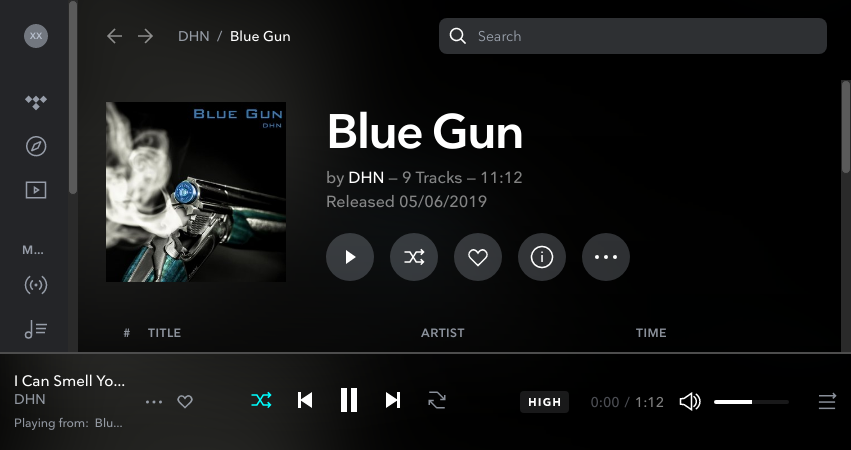 XX
DHN / Blue Gun
Search
BLUE GUN
DHN
Blue Gun
by DHN – 9 Tracks – 11:12
Released 05/06/2019
M...
# TITLE ARTIST TIME
I Can Smell Yo...
DHN
Playing from: Blu...
HIGH
0:00 / 1:12